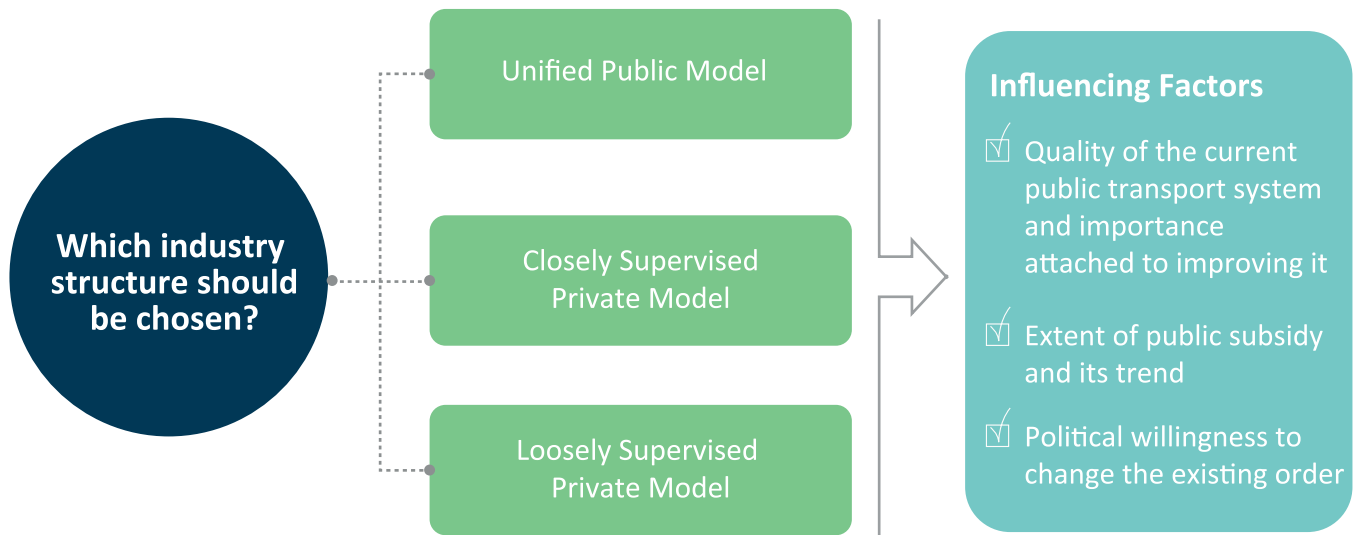 Which industry
structure should
be chosen?
Unified Public Model
Closely Supervised
Private Model
Loosely Supervised
Private Model
Influencing Factors
Quality of the current
public transport system
and importance
attached to improving it
Extent of public subsidy
and its trend
Political willingness to
change the existing order